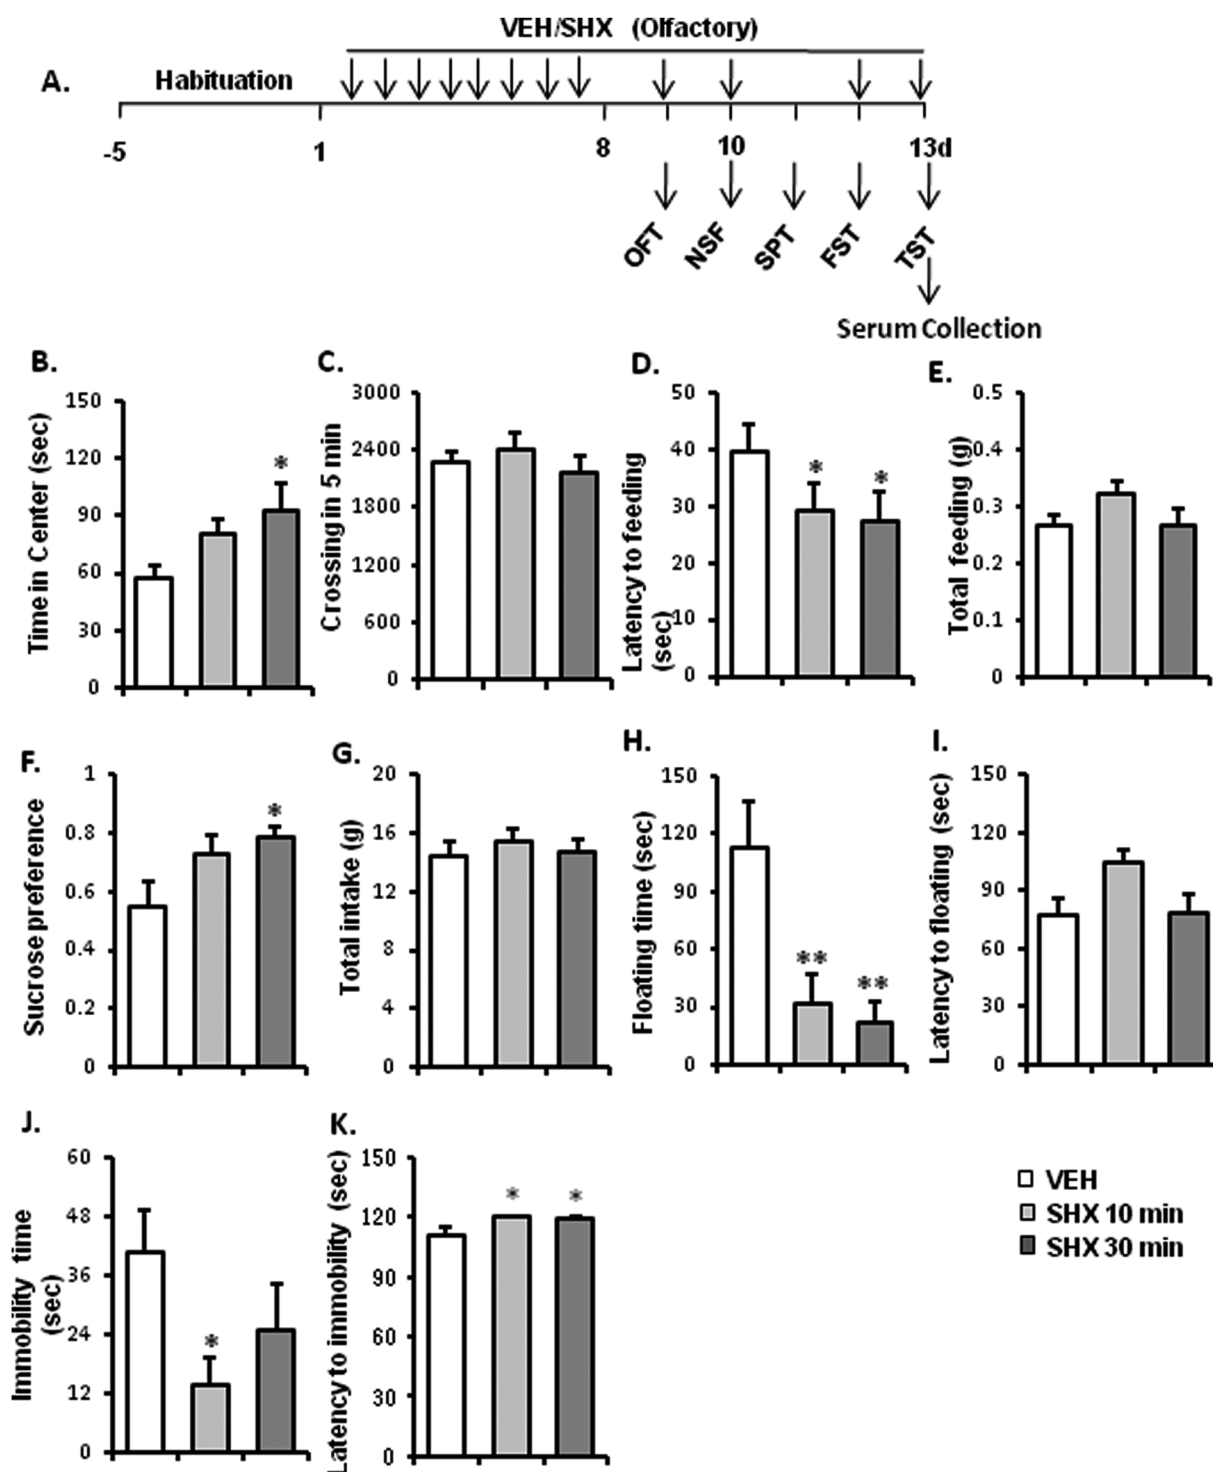 VEH/SHX (Olfactory)
A.
Habituation
-5
1
8
10
13d
OFT
NSF
SPT
FST
TST
Serum Collection
B.
Time in Center (sec)
150
120
90
60
30
0
*
C.
Crossing in 5 min
3000
2400
1800
1200
600
0
D.
Latency to feeding
(sec)
50
40
30
20
10
0
*
*
E.
Total feeding (g)
0.5
0.4
0.3
0.2
0.1
0
F.
Sucrose preference
1
0.8
0.6
0.4
0.2
0
*
G.
Total intake (g)
20
16
12
8
4
0
H.
Floating time (sec)
150
120
90
60
30
0
**
**
I.
Latency to floating (sec)
150
120
90
60
30
0
J.
Immobility time
(sec)
60
48
36
24
12
0
*
K.
Latency to immobility (sec)
150
120
90
60
30
0
*
*
VEH
SHX 10 min
SHX 30 min